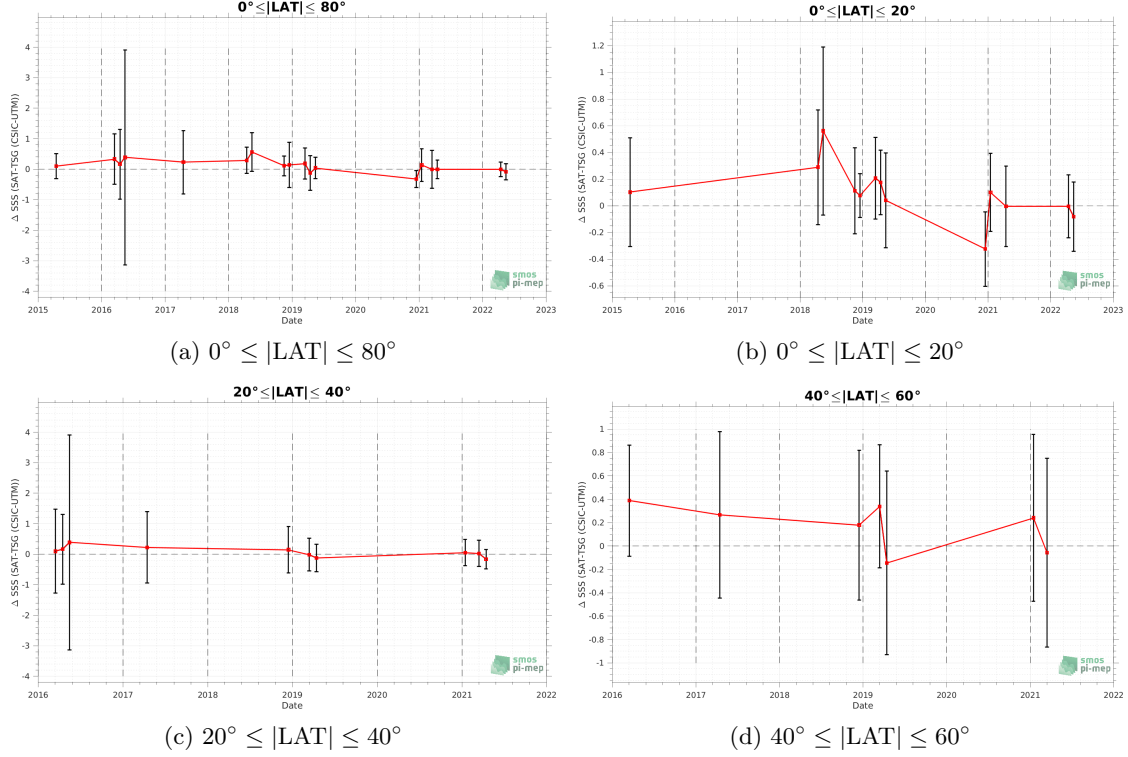 0°≤|LAT|≤ 80°
Δ SSS (SAT-TSG (CSIC-UTM))
4
3
2
1
0
-1
-2
-3
-4
2015 2016 2017 2018 2019 2020 2021 2022 2023
Date
smos
pi-mep
(a) 0° ≤ |LAT| ≤ 80°
0°≤|LAT|≤ 20°
Δ SSS (SAT-TSG (CSIC-UTM))
1.2
1
0.8
0.6
0.4
0.2
0
-0.2
-0.4
-0.6
2015 2016 2017 2018 2019 2020 2021 2022 2023
Date
smos
pi-mep
(b) 0° ≤ |LAT| ≤ 20°
20°≤|LAT|≤ 40°
Δ SSS (SAT-TSG (CSIC-UTM))
4
3
2
1
0
-1
-2
-3
-4
2016 2017 2018 2019 2020 2021 2022
Date
smos
pi-mep
(c) 20° ≤ |LAT| ≤ 40°
40°≤|LAT|≤ 60°
Δ SSS (SAT-TSG (CSIC-UTM))
1
0.8
0.6
0.4
0.2
0
-0.2
-0.4
-0.6
-0.8
-1
2016 2017 2018 2019 2020 2021 2022
Date
smos
pi-mep
(d) 40° ≤ |LAT| ≤ 60°